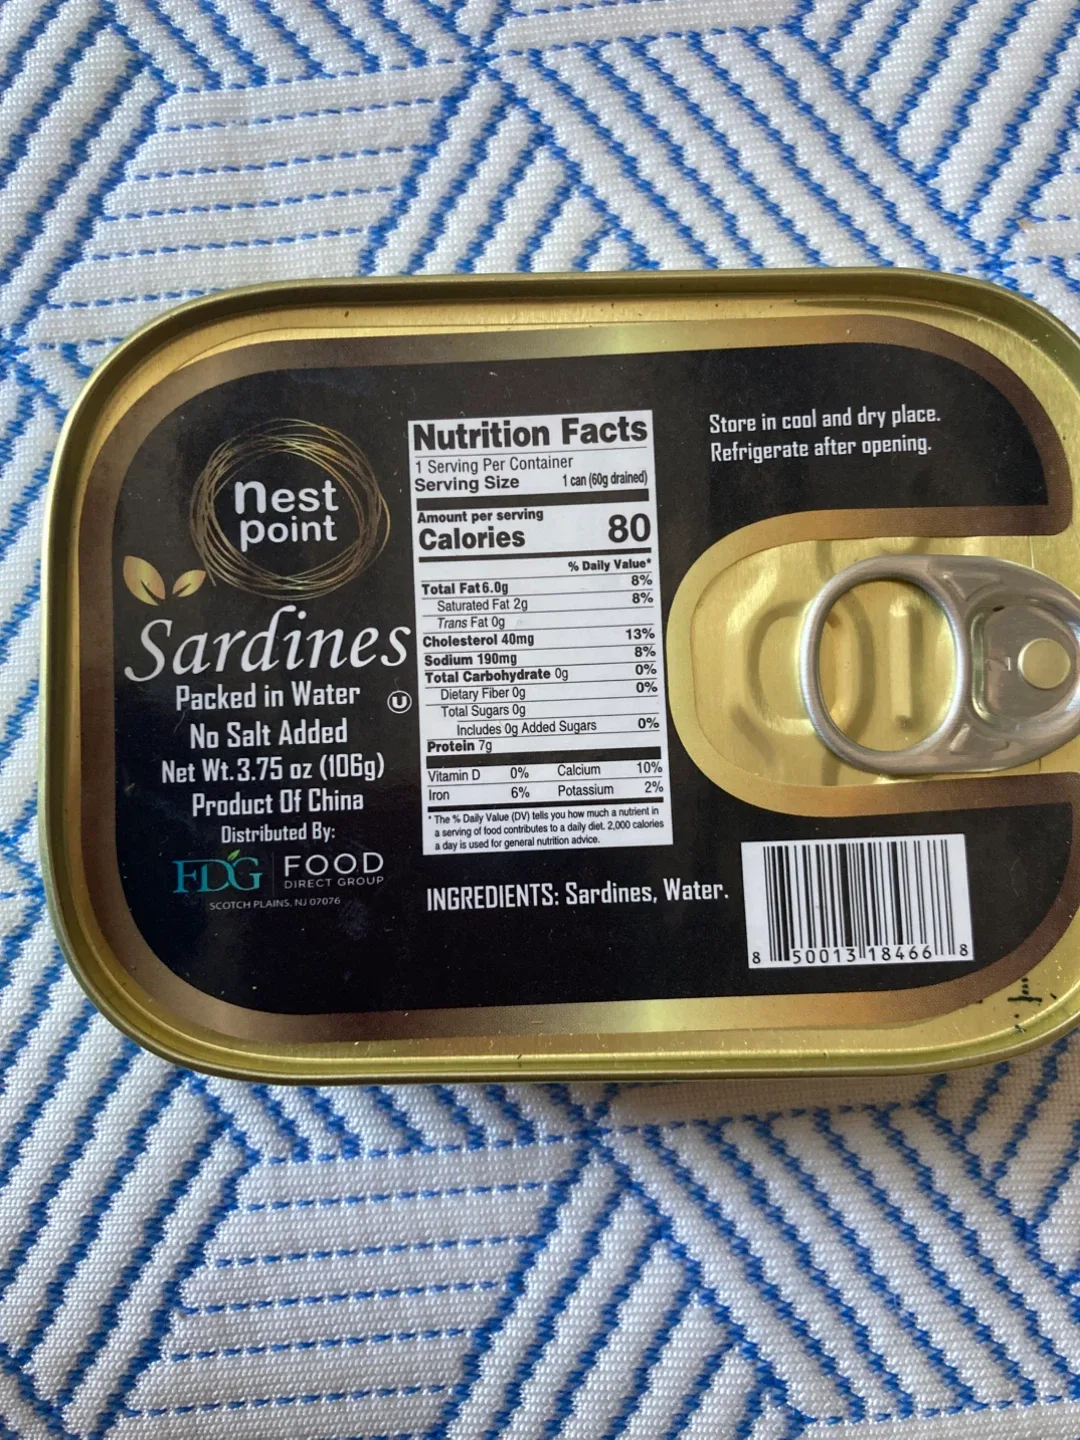 nest
point
Sardines
Packed in Water
U
No Salt Added
Net Wt.3.75 oz (106g)
Product Of China
Distributed By:
FDG FOOD
DIRECT GROUP
SCOTCH PLAINS, NJ 07076
Nutrition Facts
1 Serving Per Container
Serving Size 1 can (60g drained)
Amount per serving
Calories 80
% Daily Value*
Total Fat 6.0g 8%
Saturated Fat 2g 8%
Trans Fat 0g
Cholesterol 40mg 13%
Sodium 190mg 8%
Total Carbohydrate 0g 0%
Dietary Fiber 0g 0%
Total Sugars 0g
Includes 0g Added Sugars 0%
Protein 7g
Vitamin D 0% Calcium 10%
Iron 6% Potassium 2%
* The % Daily Value (DV) tells you how much a nutrient in
a serving of food contributes to a daily diet. 2,000 calories
a day is used for general nutrition advice.
INGREDIENTS: Sardines, Water.
Store in cool and dry place.
Refrigerate after opening.
8 50013 18466 8